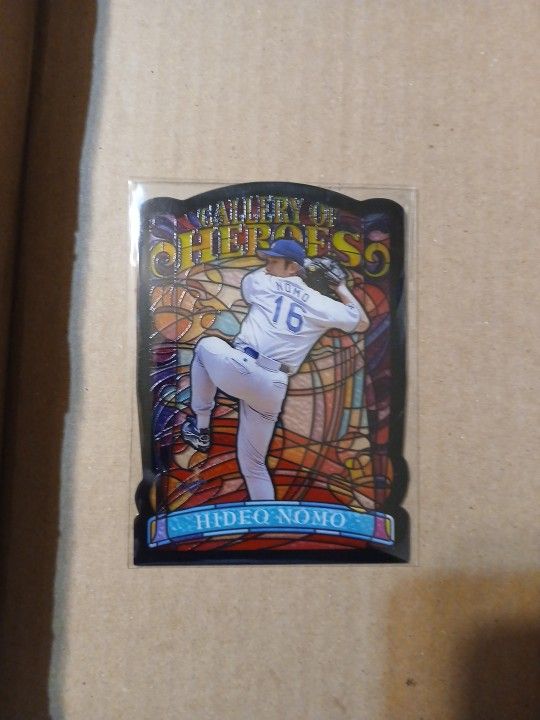 GALLERY OF
HEROES
NOMO
16
HIDEO NOMO